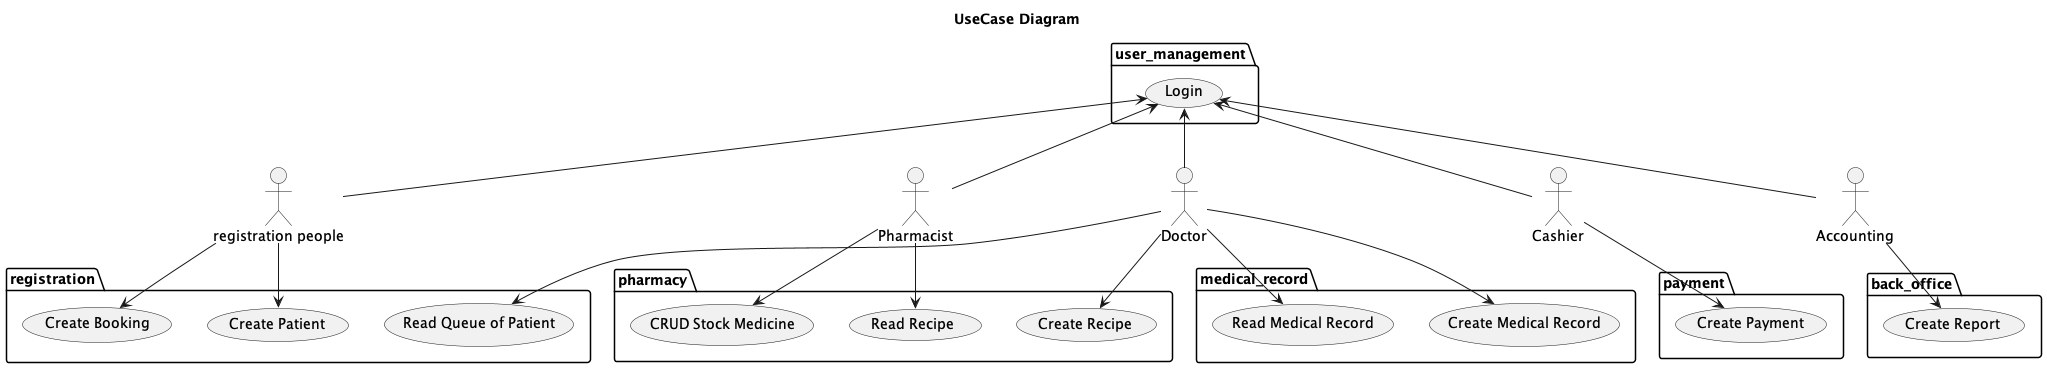 UseCase Diagram
user_management
Login
registration people
Pharmacist
Doctor
Cashier
Accounting
registration
Create Booking
Create Patient
Read Queue of Patient
pharmacy
CRUD Stock Medicine
Read Recipe
Create Recipe
medical_record
Read Medical Record
Create Medical Record
payment
Create Payment
back_office
Create Report